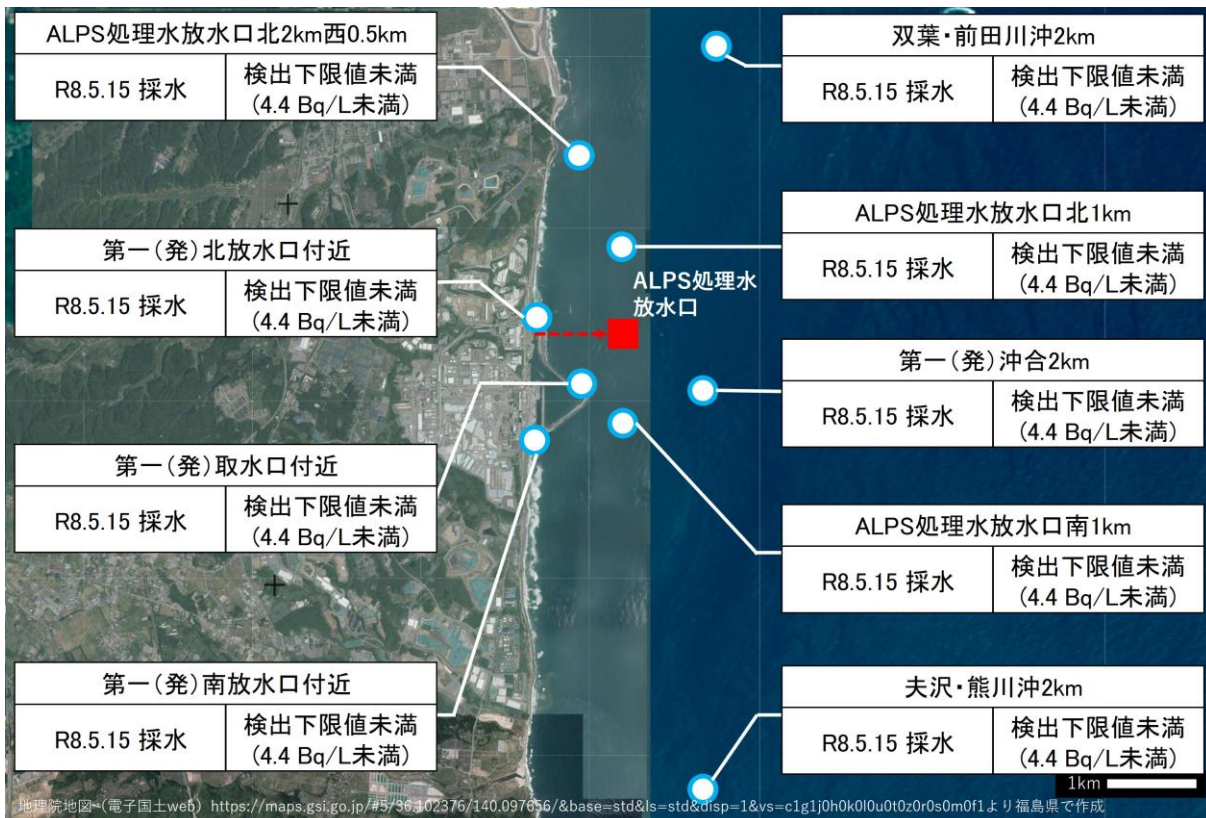 ALPS処理水放水口北2km西0.5km
R8.5.15 採水
検出下限値未満
(4.4 Bq/L未満)
双葉・前田川沖2km
R8.5.15 採水
検出下限値未満
(4.4 Bq/L未満)
第一(発)北放水口付近
R8.5.15 採水
検出下限値未満
(4.4 Bq/L未満)
ALPS処理水放水口北1km
R8.5.15 採水
検出下限値未満
(4.4 Bq/L未満)
ALPS処理水
放水口
第一(発)沖合2km
R8.5.15 採水
検出下限値未満
(4.4 Bq/L未満)
第一(発)取水口付近
R8.5.15 採水
検出下限値未満
(4.4 Bq/L未満)
ALPS処理水放水口南1km
R8.5.15 採水
検出下限値未満
(4.4 Bq/L未満)
第一(発)南放水口付近
R8.5.15 採水
検出下限値未満
(4.4 Bq/L未満)
夫沢・熊川沖2km
R8.5.15 採水
検出下限値未満
(4.4 Bq/L未満)
1km
地理院地図(電子国土web) https://maps.gsi.go.jp/#5/36.102376/140.097656/&base=std&ls=std&disp=1&vs=c1g1j0h0k0l0u0t0z0r0s0m0f1より福島県で作成